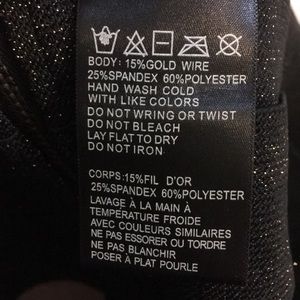 BODY: 15%GOLD WIRE
25%SPANDEX 60%POLYESTER
HAND WASH COLD
WITH LIKE COLORS
DO NOT WRING OR TWIST
DO NOT BLEACH
LAY FLAT TO DRY
DO NOT IRON
CORPS:15%FIL D'OR
25%SPANDEX 60%POLYESTER
LAVAGE À LA MAIN À
TEMPÉRATURE FROIDE
AVEC COULEURS SIMILAIRES
NE PAS ESSORER OU TORDRE
NE PAS BLANCHIR
POSER À PLAT POURLE